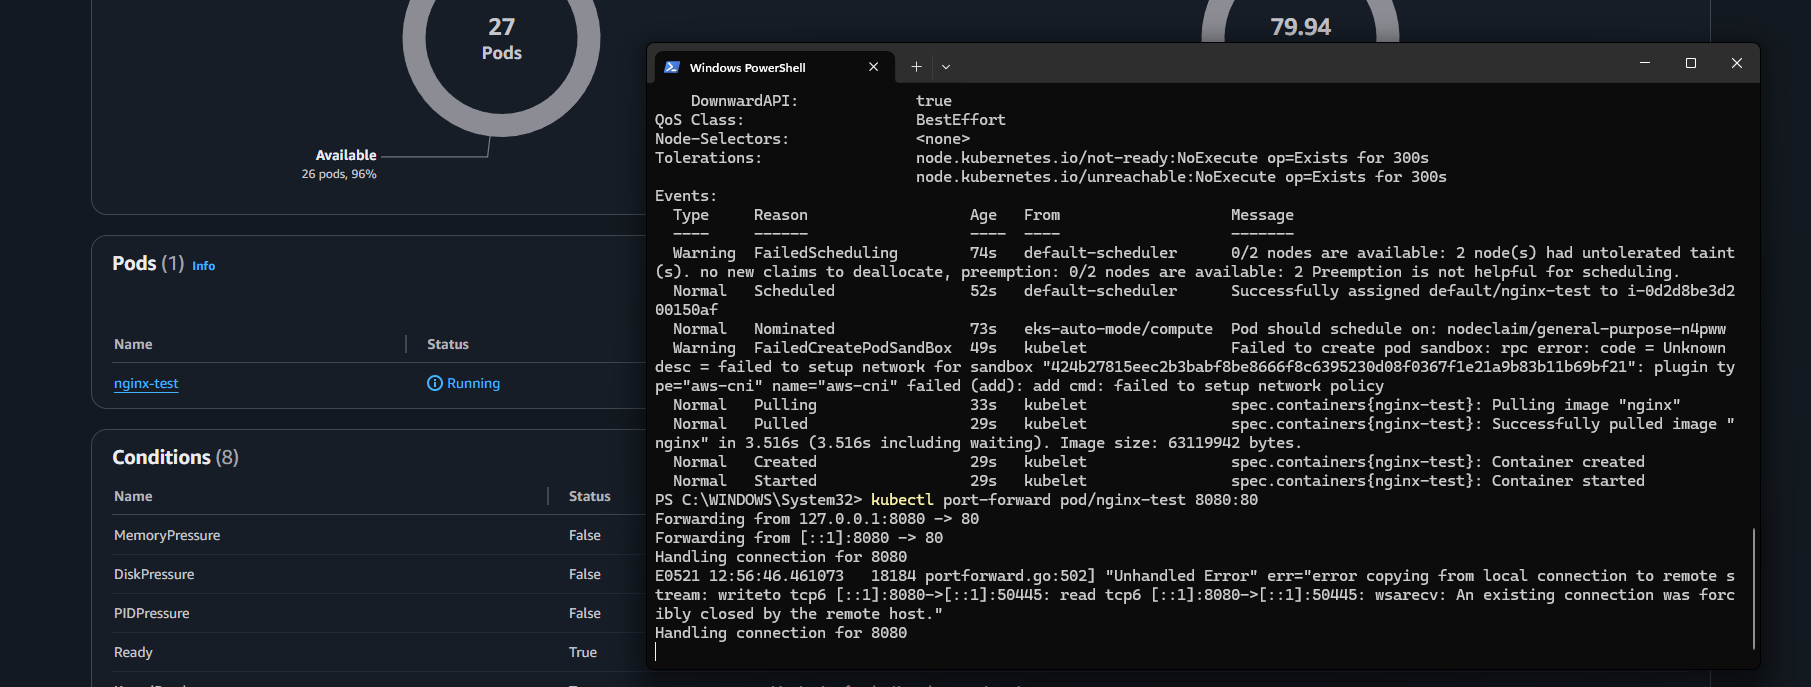 27
Pods
79.94
Available
26 pods, 96%
Pods (1) Info
Name
Status
nginx-test
Running
Conditions (8)
Name
Status
MemoryPressure
False
DiskPressure
False
PIDPressure
False
Ready
True
Windows PowerShell
DownwardAPI: true
QoS Class: BestEffort
Node-Selectors: <none>
Tolerations: node.kubernetes.io/not-ready:NoExecute op=Exists for 300s
node.kubernetes.io/unreachable:NoExecute op=Exists for 300s
Events:
Type Reason Age From Message
---- ------ ---- ---- -------
Warning FailedScheduling 74s default-scheduler 0/2 nodes are available: 2 node(s) had untolerated taint
(s). no new claims to deallocate, preemption: 0/2 nodes are available: 2 Preemption is not helpful for scheduling.
Normal Scheduled 52s default-scheduler Successfully assigned default/nginx-test to i-0d2d8be3d2
00150af
Normal Nominated 73s eks-auto-mode/compute Pod should schedule on: nodeclaim/general-purpose-n4pww
Warning FailedCreatePodSandBox 49s kubelet Failed to create pod sandbox: rpc error: code = Unknown
desc = failed to setup network for sandbox "424b27815eec2b3babf8be8666f8c6395230d08f0367f1e21a9b83b11b69bf21": plugin ty
pe="aws-cni" name="aws-cni" failed (add): add cmd: failed to setup network policy
Normal Pulling 33s kubelet spec.containers{nginx-test}: Pulling image "nginx"
Normal Pulled 29s kubelet spec.containers{nginx-test}: Successfully pulled image "
nginx" in 3.516s (3.516s including waiting). Image size: 63119942 bytes.
Normal Created 29s kubelet spec.containers{nginx-test}: Container created
Normal Started 29s kubelet spec.containers{nginx-test}: Container started
PS C:\WINDOWS\System32> kubectl port-forward pod/nginx-test 8080:80
Forwarding from 127.0.0.1:8080 -> 80
Forwarding from [::1]:8080 -> 80
Handling connection for 8080
E0521 12:56:46.461073 18184 portforward.go:502] "Unhandled Error" err="error copying from local connection to remote s
tream: writeto tcp6 [::1]:8080->[::1]:50445: read tcp6 [::1]:8080->[::1]:50445: wsarecv: An existing connection was forc
ibly closed by the remote host."
Handling connection for 8080